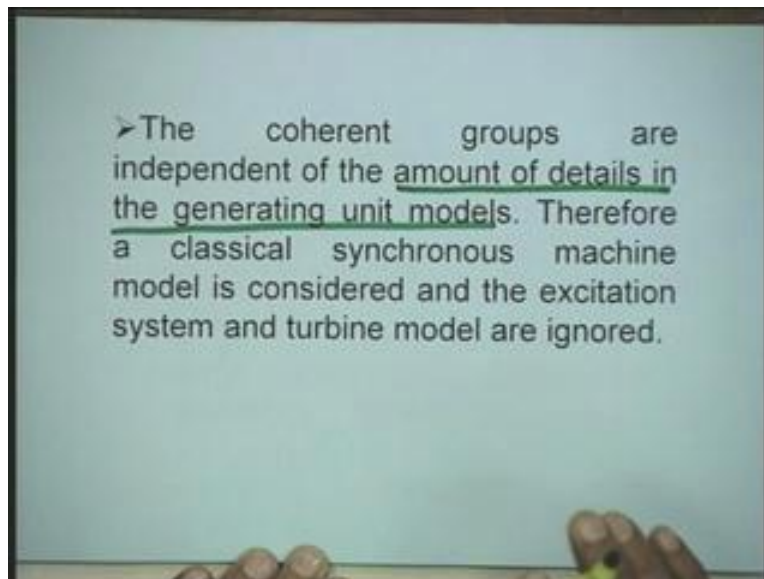 ➢The coherent groups are
independent of the amount of details in
the generating unit models. Therefore
a classical synchronous machine
model is considered and the excitation
system and turbine model are ignored.